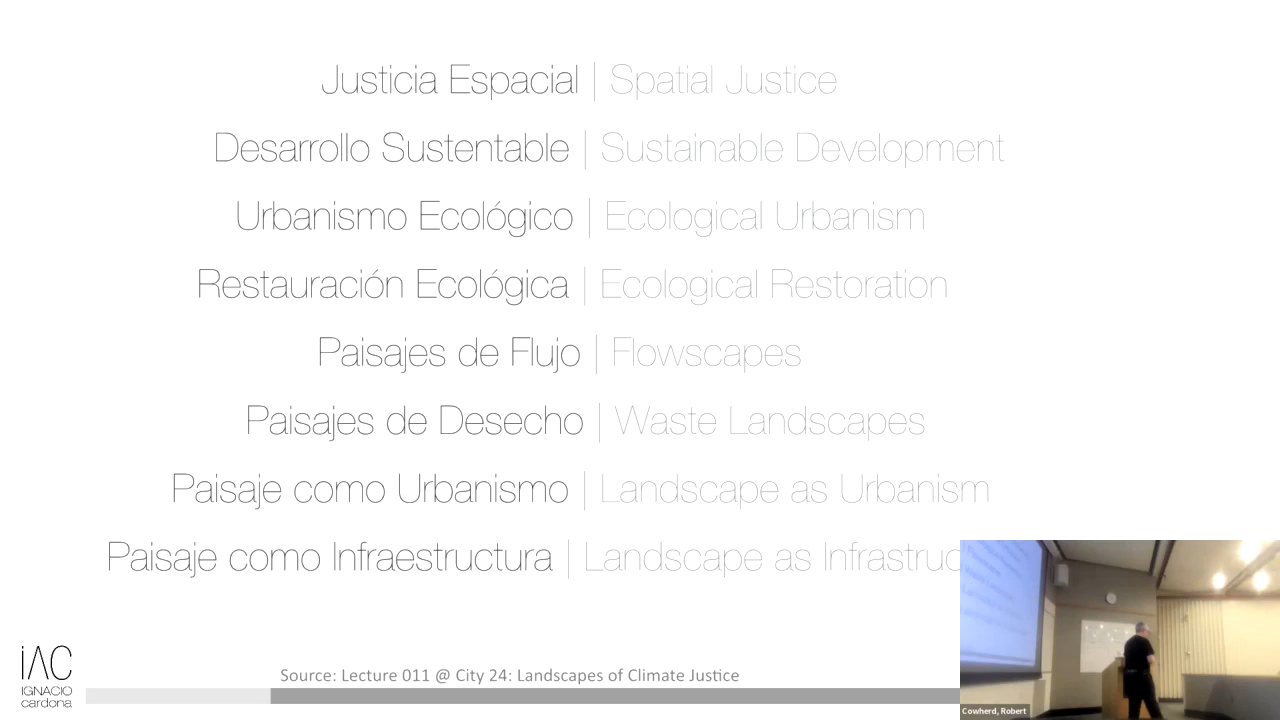 Justicia Espacial | Spatial Justice
Desarrollo Sustentable | Sustainable Development
Urbanismo Ecológico | Ecological Urbanism
Restauración Ecológica | Ecological Restoration
Paisajes de Flujo | Flowscapes
Paisajes de Desecho | Waste Landscapes
Paisaje como Urbanismo | Landscape as Urbanism
Paisaje como Infraestructura | Landscape as Infrastruc
iAC
IGNACIO
cardona
Source: Lecture 011 @ City 24: Landscapes of Climate Justice
Cowherd, Robert